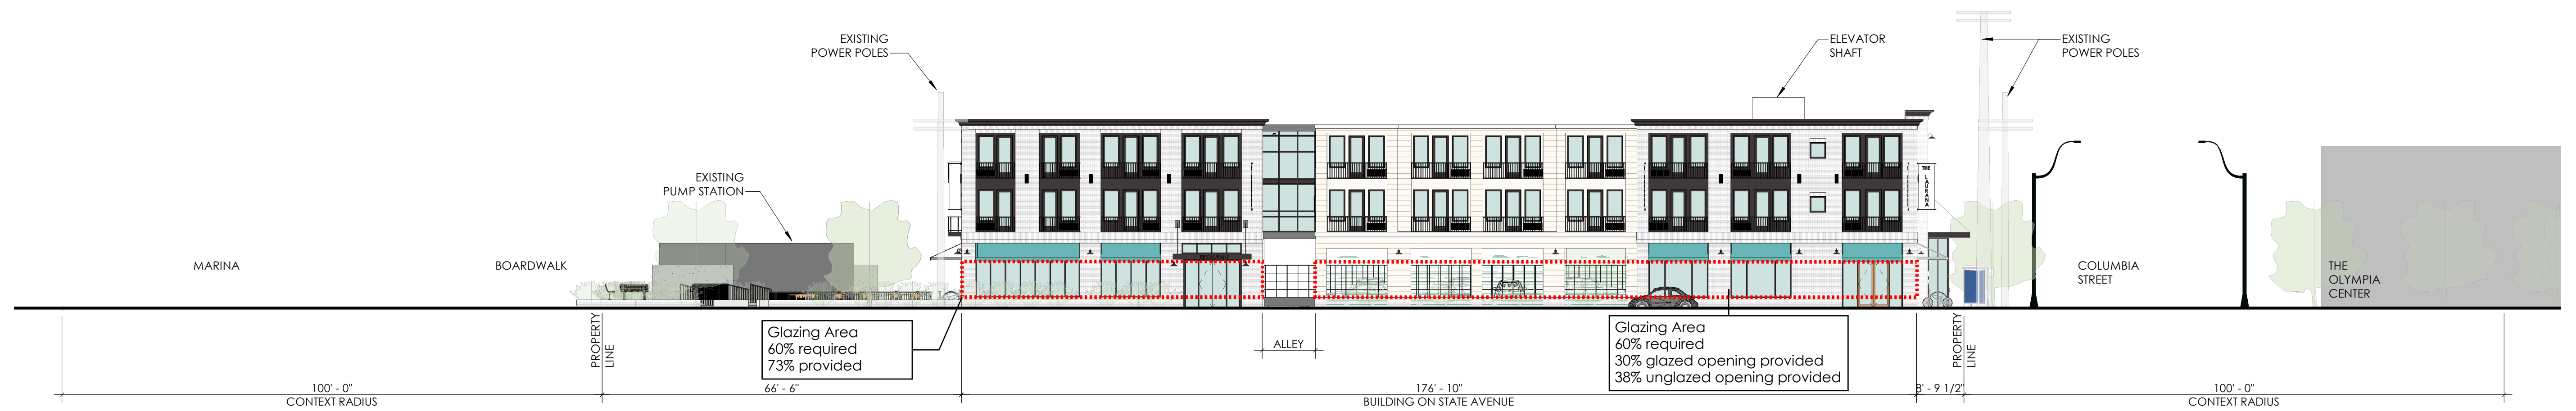 EXISTING
POWER POLES
ELEVATOR
SHAFT
EXISTING
POWER POLES
EXISTING
PUMP STATION
THE
LAURANA
RESTAURANT
MARINA
BOARDWALK
COLUMBIA
STREET
THE
OLYMPIA
CENTER
PROPERTY
LINE
Glazing Area
60% required
73% provided
ALLEY
Glazing Area
60% required
30% glazed opening provided
38% unglazed opening provided
PROPERTY
LINE
100' - 0"
CONTEXT RADIUS
66' - 6"
176' - 10"
BUILDING ON STATE AVENUE
8' - 9 1/2"
100' - 0"
CONTEXT RADIUS